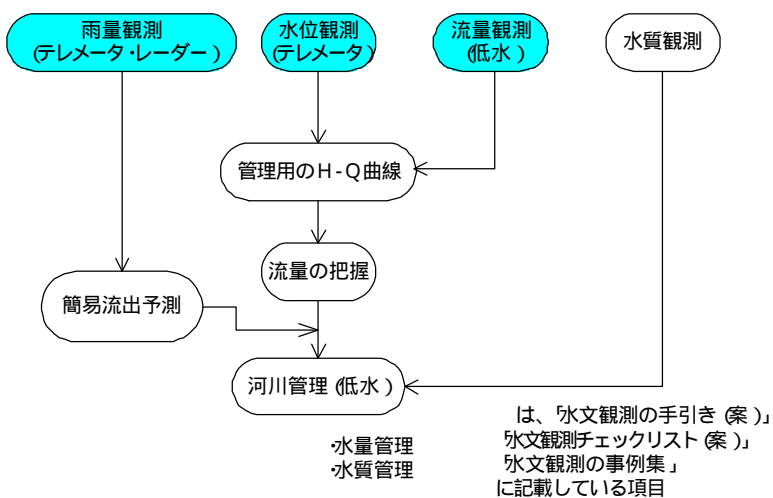 雨量観測
(テレメータ・レーダー)
水位観測
(テレメータ)
流量観測
(低水)
水質観測
管理用のH-Q曲線
流量の把握
簡易流出予測
河川管理(低水)
・水量管理
・水質管理
は、「水文観測の手引き(案)」
「水文観測チェックリスト(案)」
「水文観測の事例集」
に記載している項目